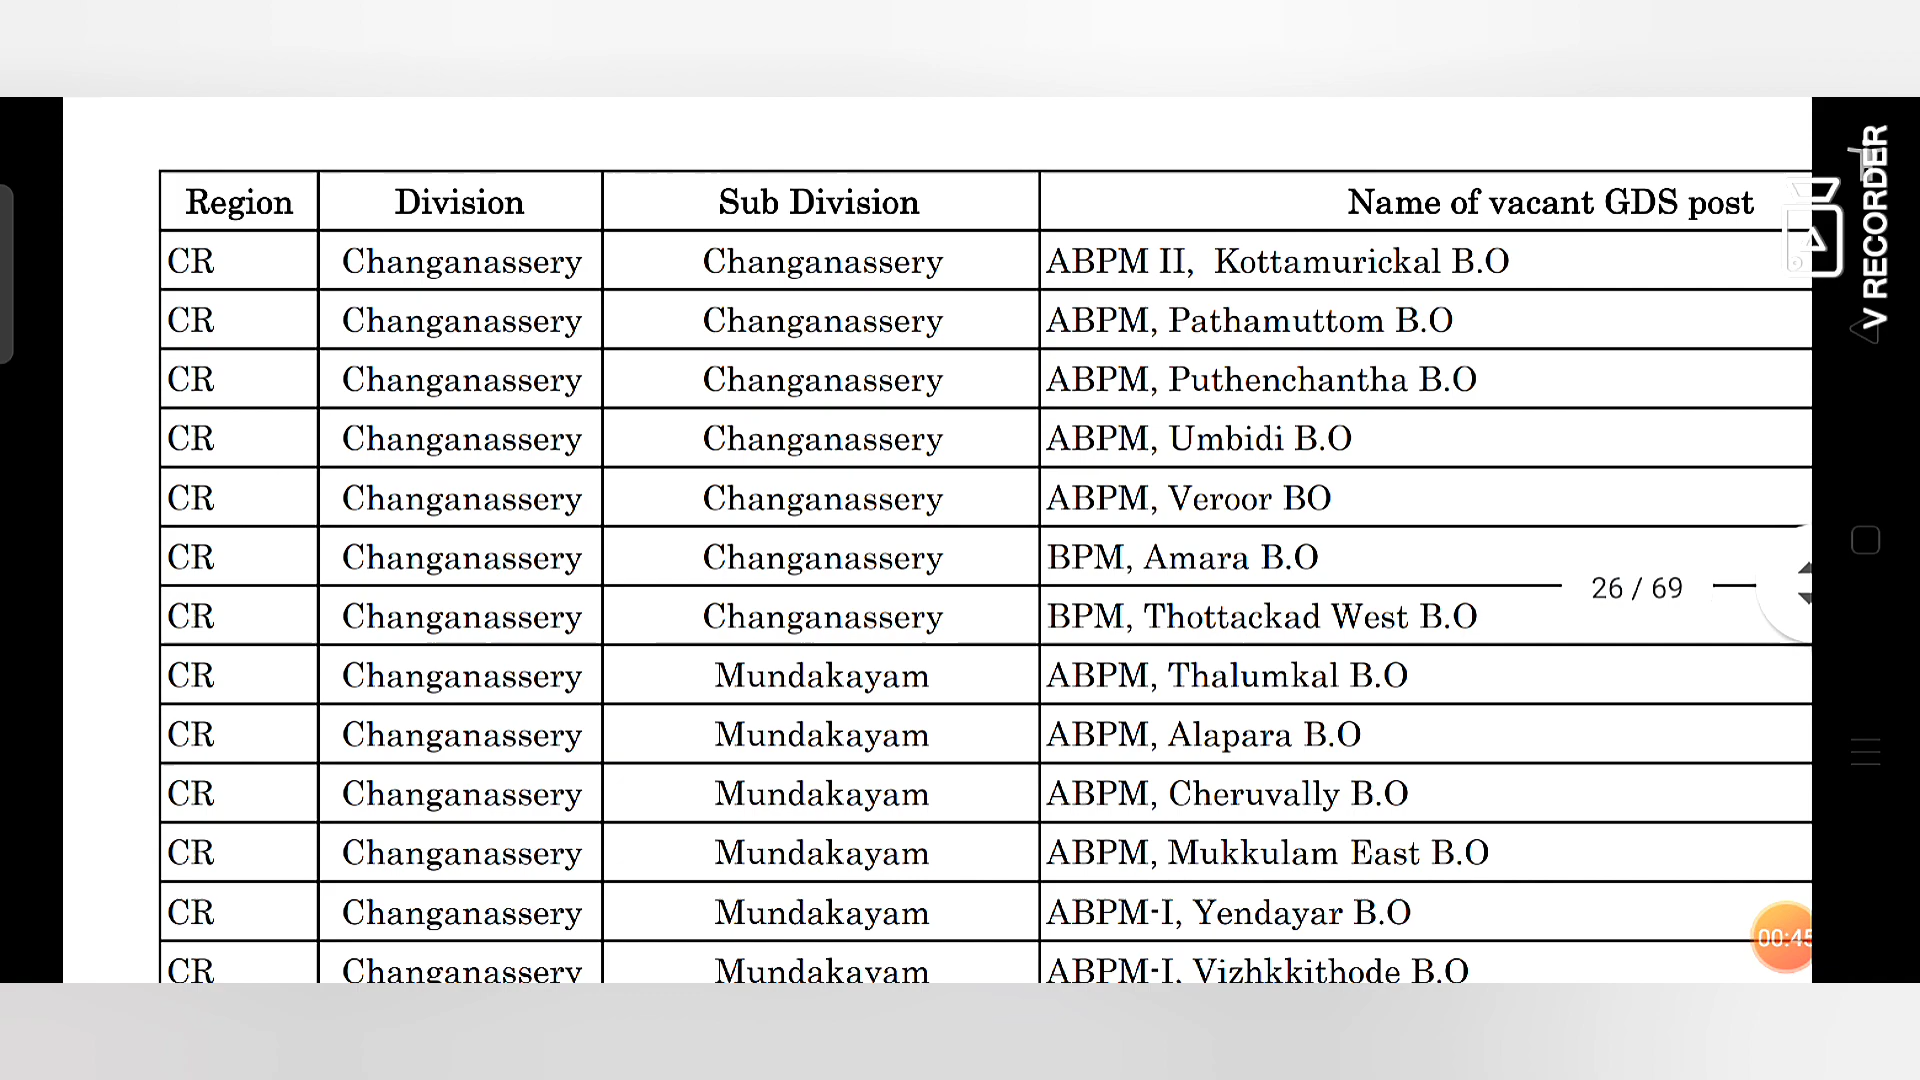 Region Division Sub Division Name of vacant GDS post
CR Changanassery Changanassery ABPM II, Kottamurickal B.O
CR Changanassery Changanassery ABPM, Pathamuttom B.O
CR Changanassery Changanassery ABPM, Puthenchantha B.O
CR Changanassery Changanassery ABPM, Umbidi B.O
CR Changanassery Changanassery ABPM, Veroor BO
CR Changanassery Changanassery BPM, Amara B.O
26 / 69
CR Changanassery Changanassery BPM, Thottackad West B.O
CR Changanassery Mundakayam ABPM, Thalumkal B.O
CR Changanassery Mundakayam ABPM, Alapara B.O
CR Changanassery Mundakayam ABPM, Cheruvally B.O
CR Changanassery Mundakayam ABPM, Mukkulam East B.O
CR Changanassery Mundakayam ABPM-I, Yendayar B.O
CR Changanassery Mundakayam ABPM-I, Vizhkkithode B.O
00:45
V RECORDER